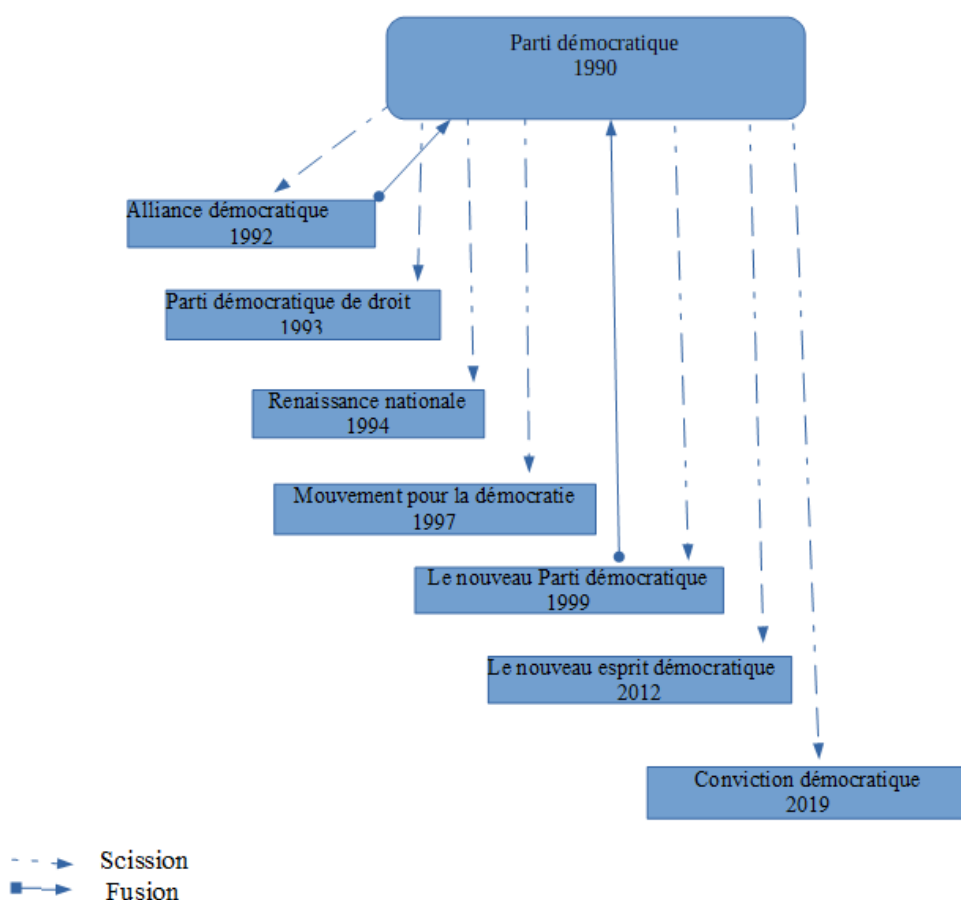 Parti démocratique
1990
Alliance démocratique
1992
Parti démocratique de droit
1993
Renaissance nationale
1994
Mouvement pour la démocratie
1997
Le nouveau Parti démocratique
1999
Le nouveau esprit démocratique
2012
Conviction démocratique
2019
Scission
Fusion